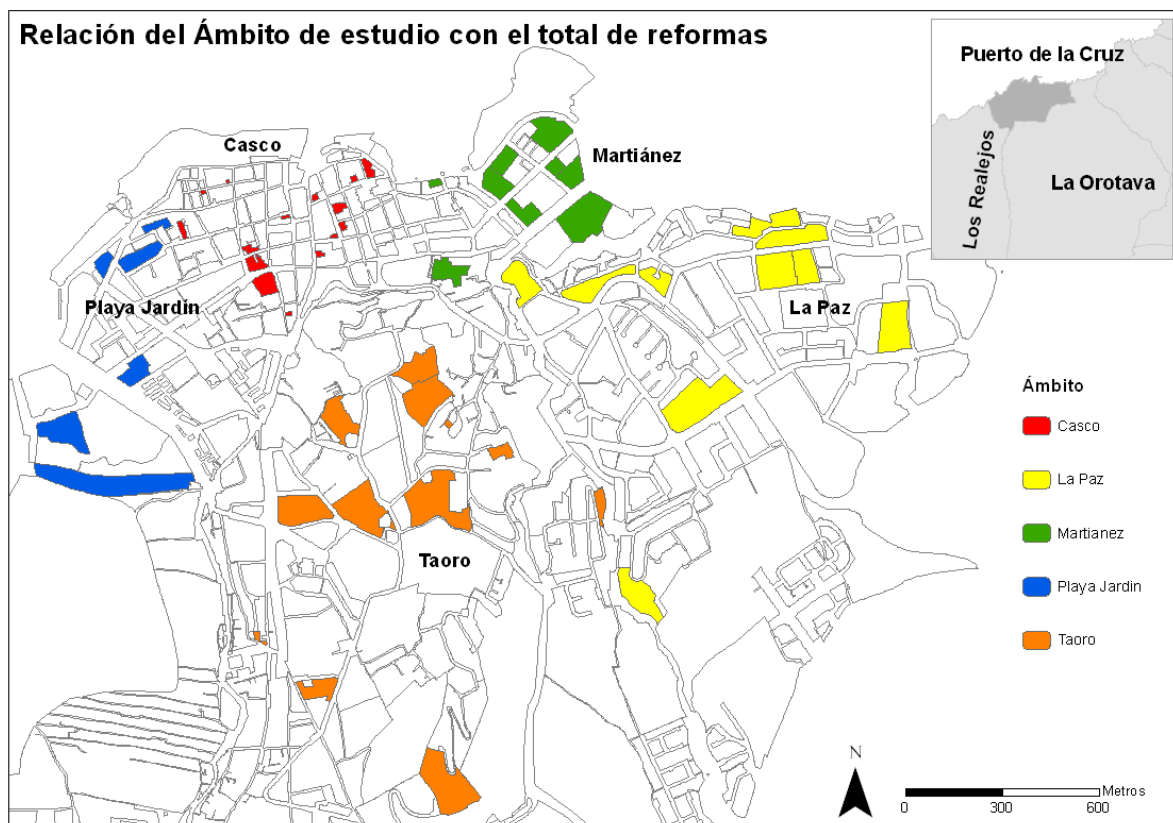 Relación del Ámbito de estudio con el total de reformas
Puerto de la Cruz
Los Realejos
La Orotava
Casco
Martiánez
Playa Jardín
La Paz
Taoro
Ámbito
Casco
La Paz
Martianez
Playa Jardin
Taoro
N
Metros
0 300 600